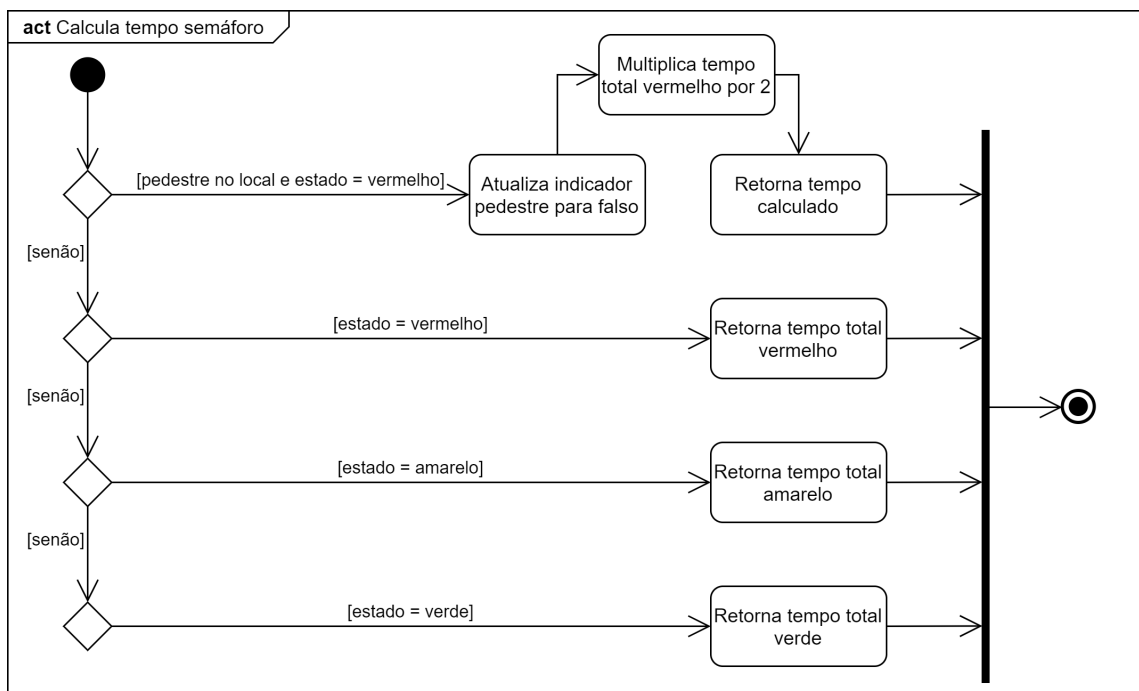 act Calcula tempo semáforo
Multiplica tempo
total vermelho por 2
[pedestre no local e estado = vermelho]
Atualiza indicador
pedestre para falso
Retorna tempo
calculado
[senão]
[estado = vermelho]
Retorna tempo total
vermelho
[senão]
[estado = amarelo]
Retorna tempo total
amarelo
[senão]
[estado = verde]
Retorna tempo total
verde